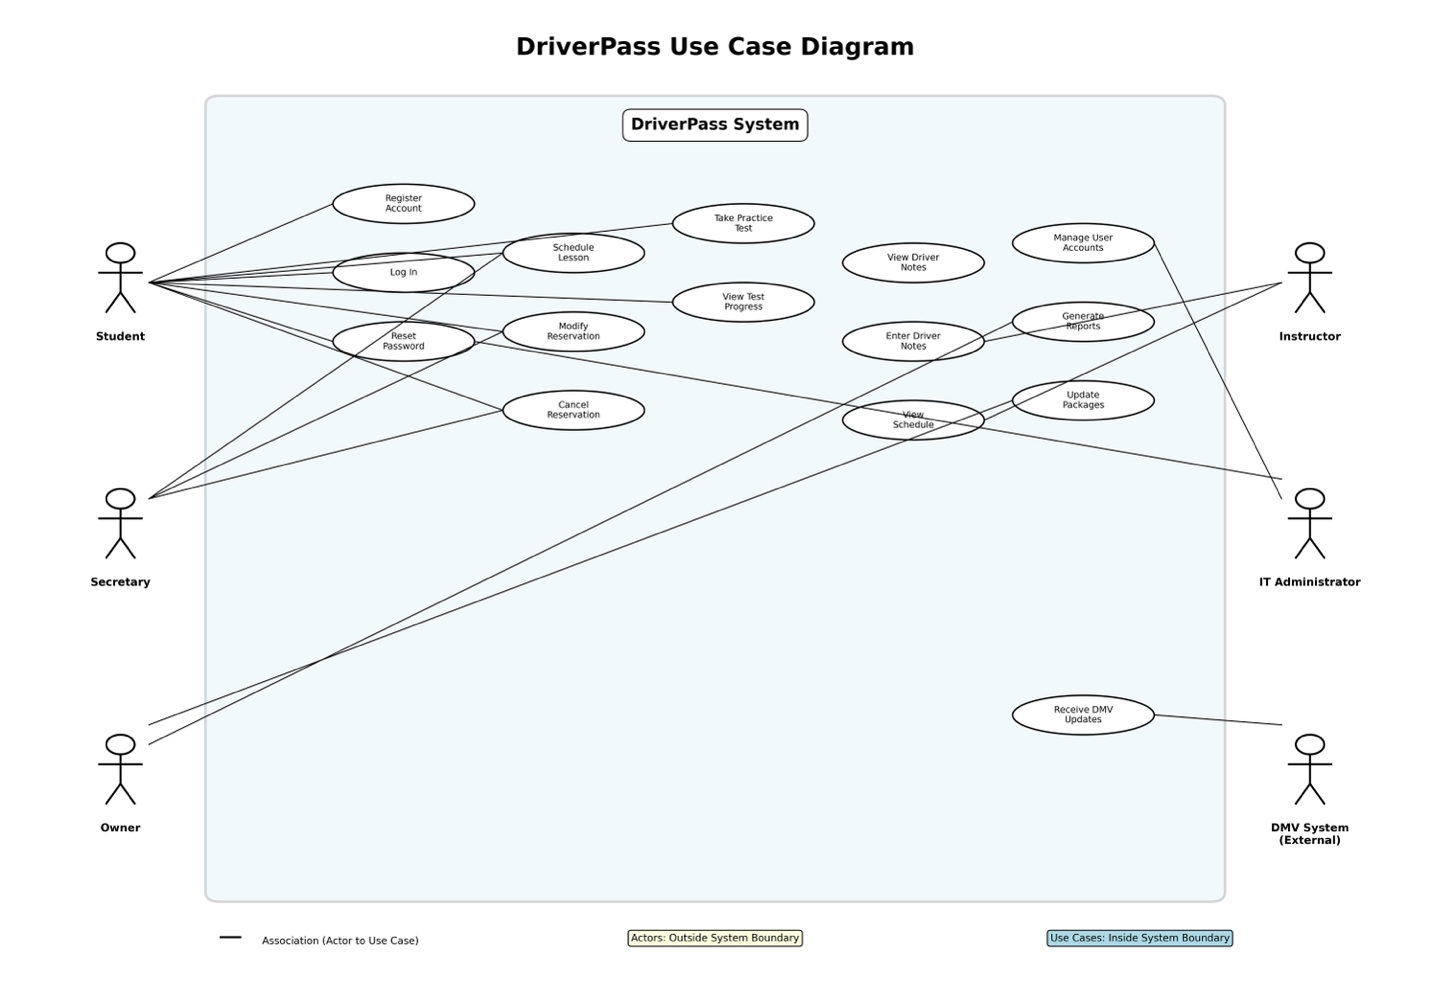 DriverPass Use Case Diagram
DriverPass System
Register
Account
Take Practice
Test
Schedule
Lesson
Manage User
Accounts
View Driver
Notes
Log In
View Test
Progress
Modify
Reservation
Generate
Reports
Reset
Password
Enter Driver
Notes
Cancel
Reservation
View
Schedule
Update
Packages
Student
Instructor
Secretary
IT Administrator
Receive DMV
Updates
Owner
DMV System
(External)
Association (Actor to Use Case)
Actors: Outside System Boundary
Use Cases: Inside System Boundary